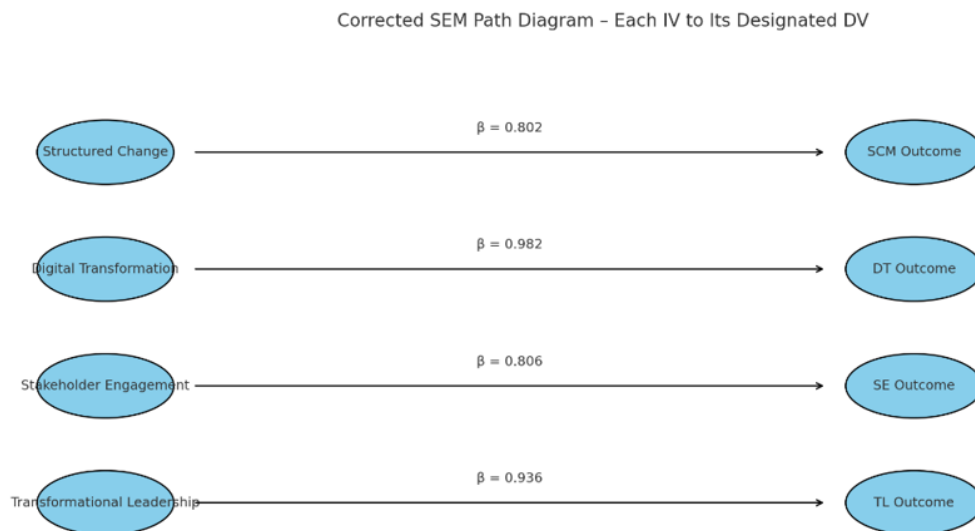 Corrected SEM Path Diagram – Each IV to Its Designated DV
Structured Change
β = 0.802
SCM Outcome
Digital Transformation
β = 0.982
DT Outcome
Stakeholder Engagement
β = 0.806
SE Outcome
Transformational Leadership
β = 0.936
TL Outcome